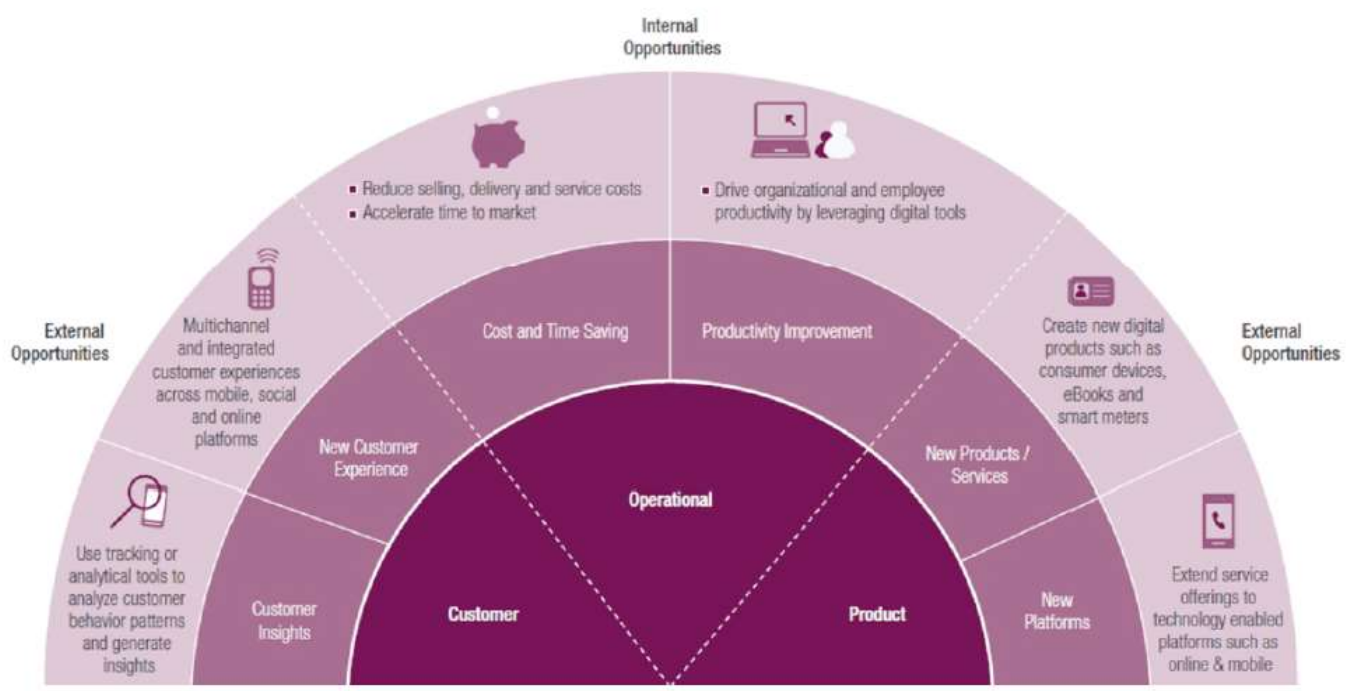 Internal
Opportunities
Reduce selling, delivery and service costs
Accelerate time to market
Drive organizational and employee
productivity by leveraging digital tools
External
Opportunities
Multichannel
and integrated
customer experiences
across mobile, social
and online
platforms
Cost and Time Saving
Productivity Improvement
Create new digital
products such as
consumer devices,
eBooks and
smart meters
External
Opportunities
New Customer
Experience
New Products /
Services
Operational
Use tracking or
analytical tools to
analyze customer
behavior patterns
and generate
insights
Customer
Insights
Customer
Product
New
Platforms
Extend service
offerings to
technology enabled
platforms such as
online & mobile